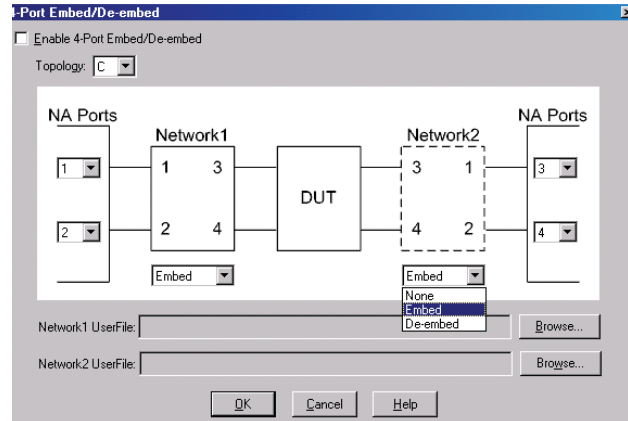 4-Port Embed/De-embed
Enable 4-Port Embed/De-embed
Topology: C
NA Ports
NA Ports
Network1
Network2
1
1 3
DUT
3 1
3
2
2 4
4 2
4
Embed
Embed
None
Embed
De-embed
Network1 UserFile:
Browse...
Network2 UserFile:
Browse...
OK
Cancel
Help